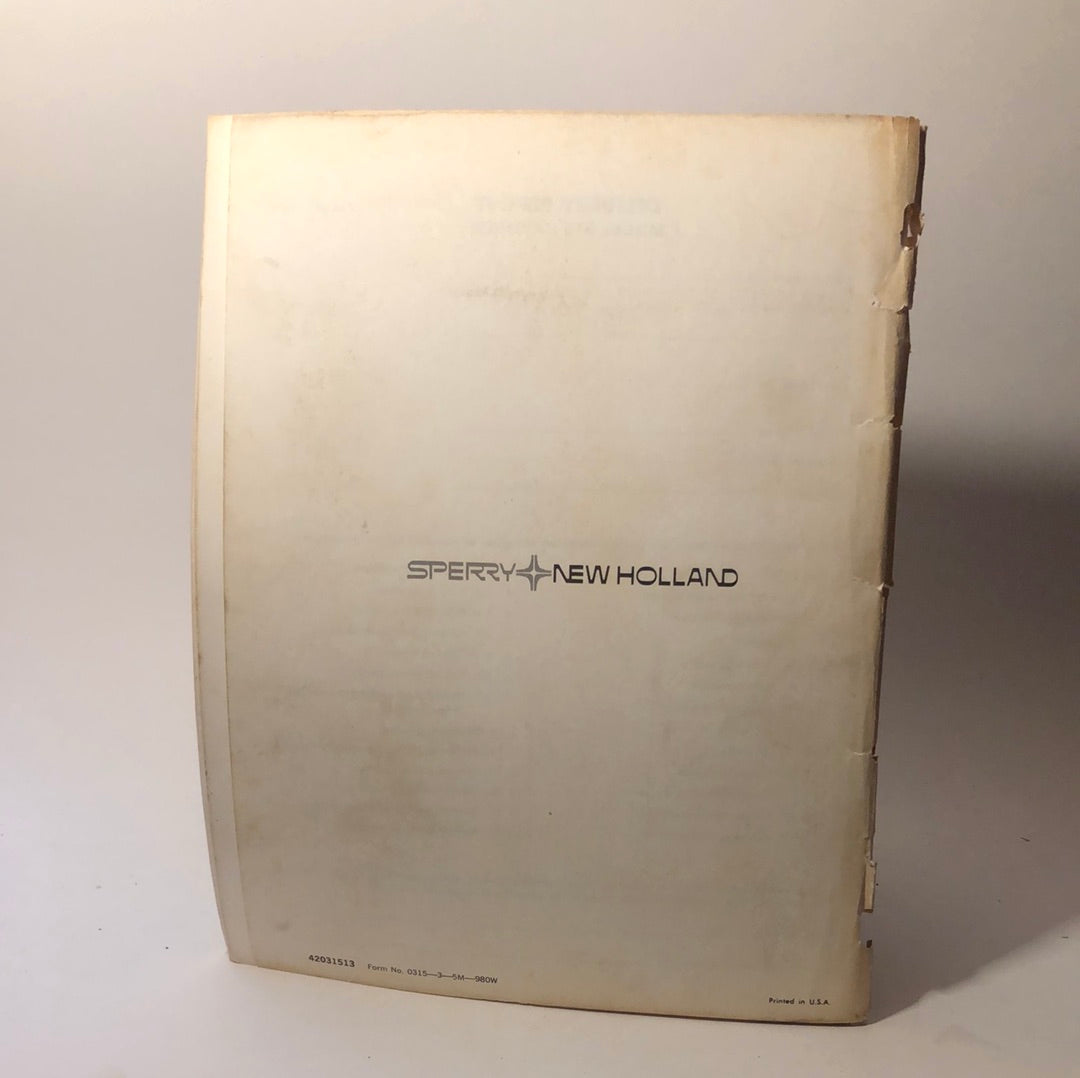 SPERRY NEW HOLLAND
42031513 Form No. 0315—3—5M—980W
Printed in U.S.A.